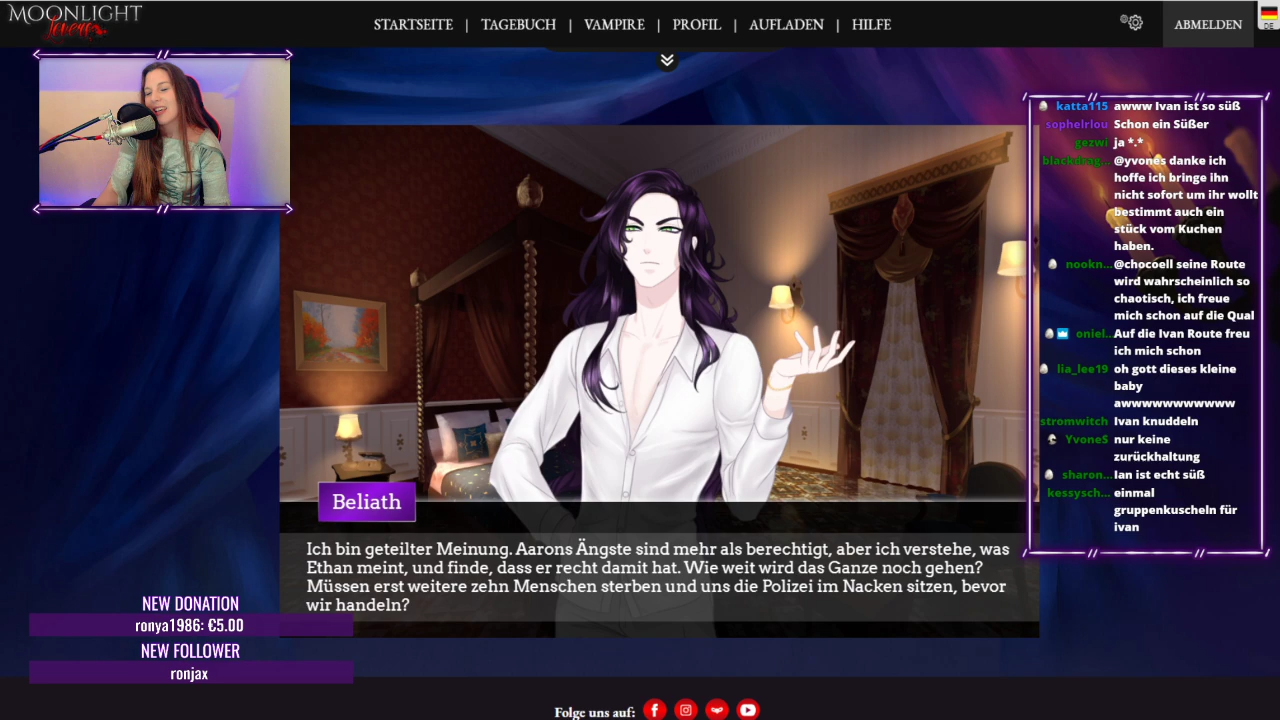 MOONLIGHT
Lovers
STARTSEITE | TAGEBUCH | VAMPIRE | PROFIL | AUFLADEN | HILFE
ABMELDEN
DE
katta115 awww Ivan ist so süß
sophelrlou Schon ein Süßer
gezwi ja *.*
blackdrag... @yvones danke ich
hoffe ich bringe ihn
nicht sofort um ihr wollt
bestimmt auch ein
stück vom Kuchen
haben.
nookn... @chocoell seine Route
wird wahrscheinlich so
chaotisch, ich freue
mich schon auf die Qual
oniel... Auf die Ivan Route freu
ich mich schon
lia_lee19 oh gott dieses kleine
baby
awwwwwwwwwww
stromwitch Ivan knuddeln
YvoneS nur keine
zurückhaltung
sharon... Ian ist echt süß
kessysch... einmal
gruppenkuscheln für
ivan
Beliath
Ich bin geteilter Meinung. Aarons Ängste sind mehr als berechtigt, aber ich verstehe, was
Ethan meint, und finde, dass er recht damit hat. Wie weit wird das Ganze noch gehen?
Müssen erst weitere zehn Menschen sterben und uns die Polizei im Nacken sitzen, bevor
wir handeln?
NEW DONATION
ronya1986: €5.00
NEW FOLLOWER
ronjax
Folge uns auf: